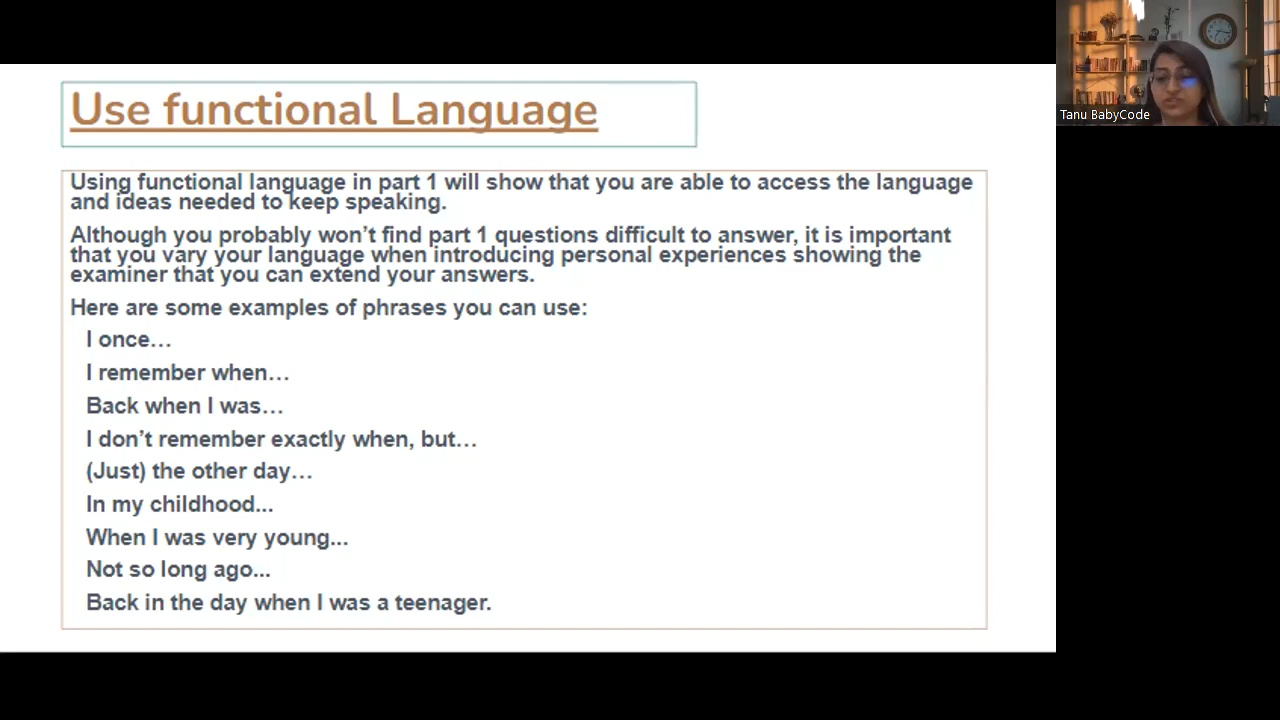 Use functional Language
Using functional language in part 1 will show that you are able to access the language
and ideas needed to keep speaking.
Although you probably won’t find part 1 questions difficult to answer, it is important
that you vary your language when introducing personal experiences showing the
examiner that you can extend your answers.
Here are some examples of phrases you can use:
I once…
I remember when…
Back when I was…
I don’t remember exactly when, but…
(Just) the other day…
In my childhood...
When I was very young...
Not so long ago...
Back in the day when I was a teenager.
Tanu BabyCode